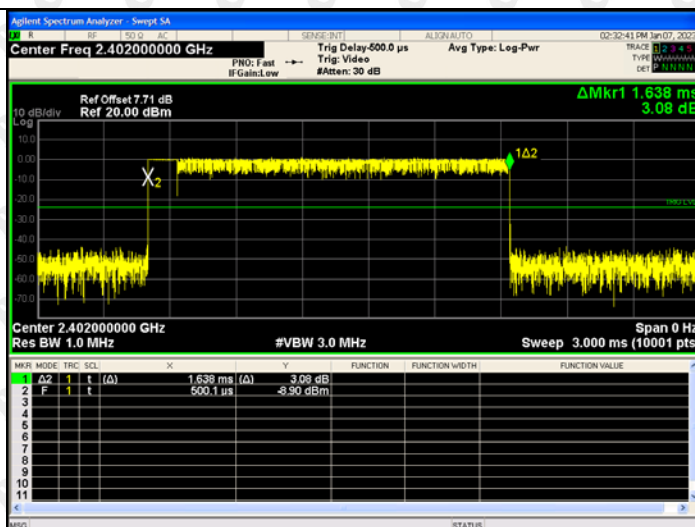 Agilent Spectrum Analyzer - Swept SA
R RF 50 Ω AC SENSE:INT ALIGN AUTO 02:32:41 PM Jan 07, 2023
Center Freq 2.402000000 GHz
PNO: Fast
IFGain:Low
Trig Delay-500.0 µs
Trig: Video
#Atten: 30 dB
Avg Type: Log-Pwr
TRACE 1 2 3 4 5
TYPE W
DET P N N N N
Ref Offset 7.71 dB
Ref 20.00 dBm
ΔMkr1 1.638 ms
3.08 dB
10 dB/div
Log
10.0
0.00
-10.0
-20.0
-30.0
-40.0
-50.0
-60.0
-70.0
X2
1Δ2
TRIG LVL
Center 2.402000000 GHz Span 0 Hz
Res BW 1.0 MHz #VBW 3.0 MHz Sweep 3.000 ms (10001 pts
MKR MODE TRC SCL X Y FUNCTION FUNCTION WIDTH FUNCTION VALUE
1 Δ2 1 t (Δ) 1.638 ms (Δ) 3.08 dB
2 F 1 t 500.1 µs -8.90 dBm
3
4
5
6
7
8
9
10
11
MSG STATUS